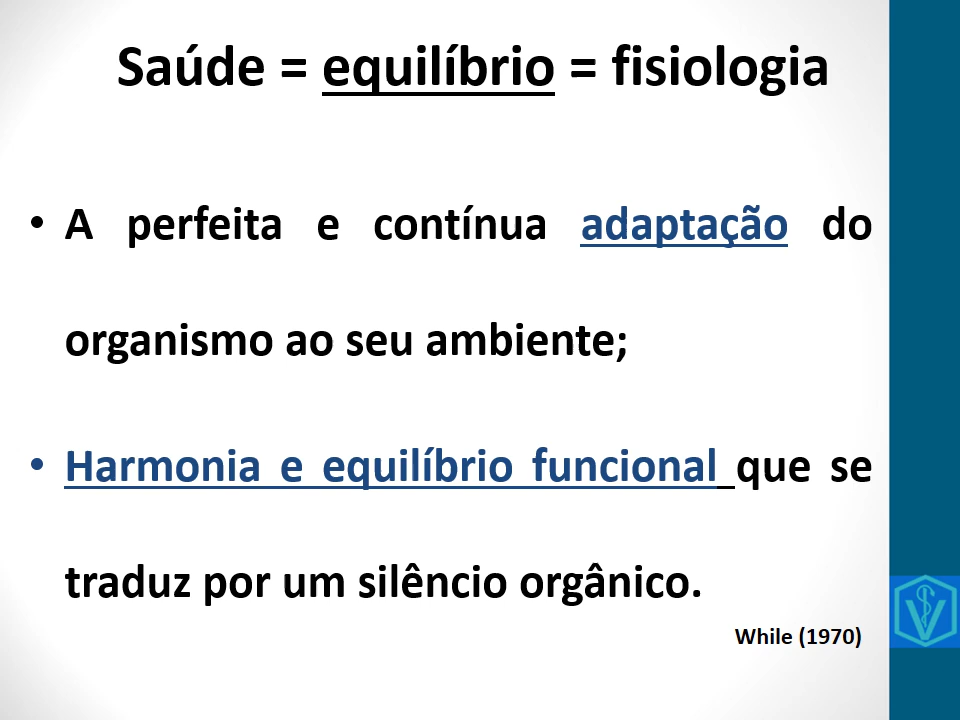 Saúde = equilíbrio = fisiologia
• A perfeita e contínua adaptação do
organismo ao seu ambiente;
• Harmonia e equilíbrio funcional que se
traduz por um silêncio orgânico.
While (1970)